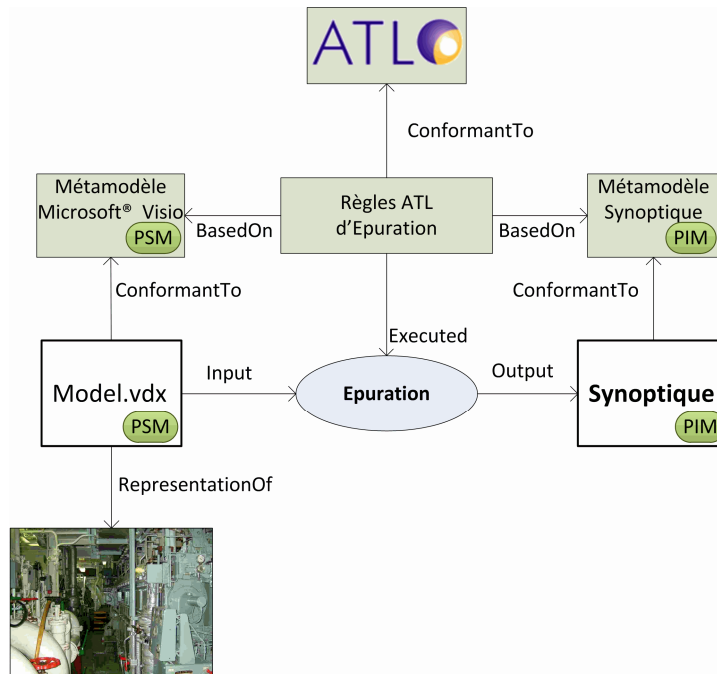 ATL
ConformantTo
Métamodèle
Microsoft® Visio
PSM
BasedOn
Règles ATL
d'Epuration
BasedOn
Métamodèle
Synoptique
PIM
ConformantTo
ConformantTo
Executed
Model.vdx
PSM
Input
Epuration
Output
Synoptique
PIM
RepresentationOf